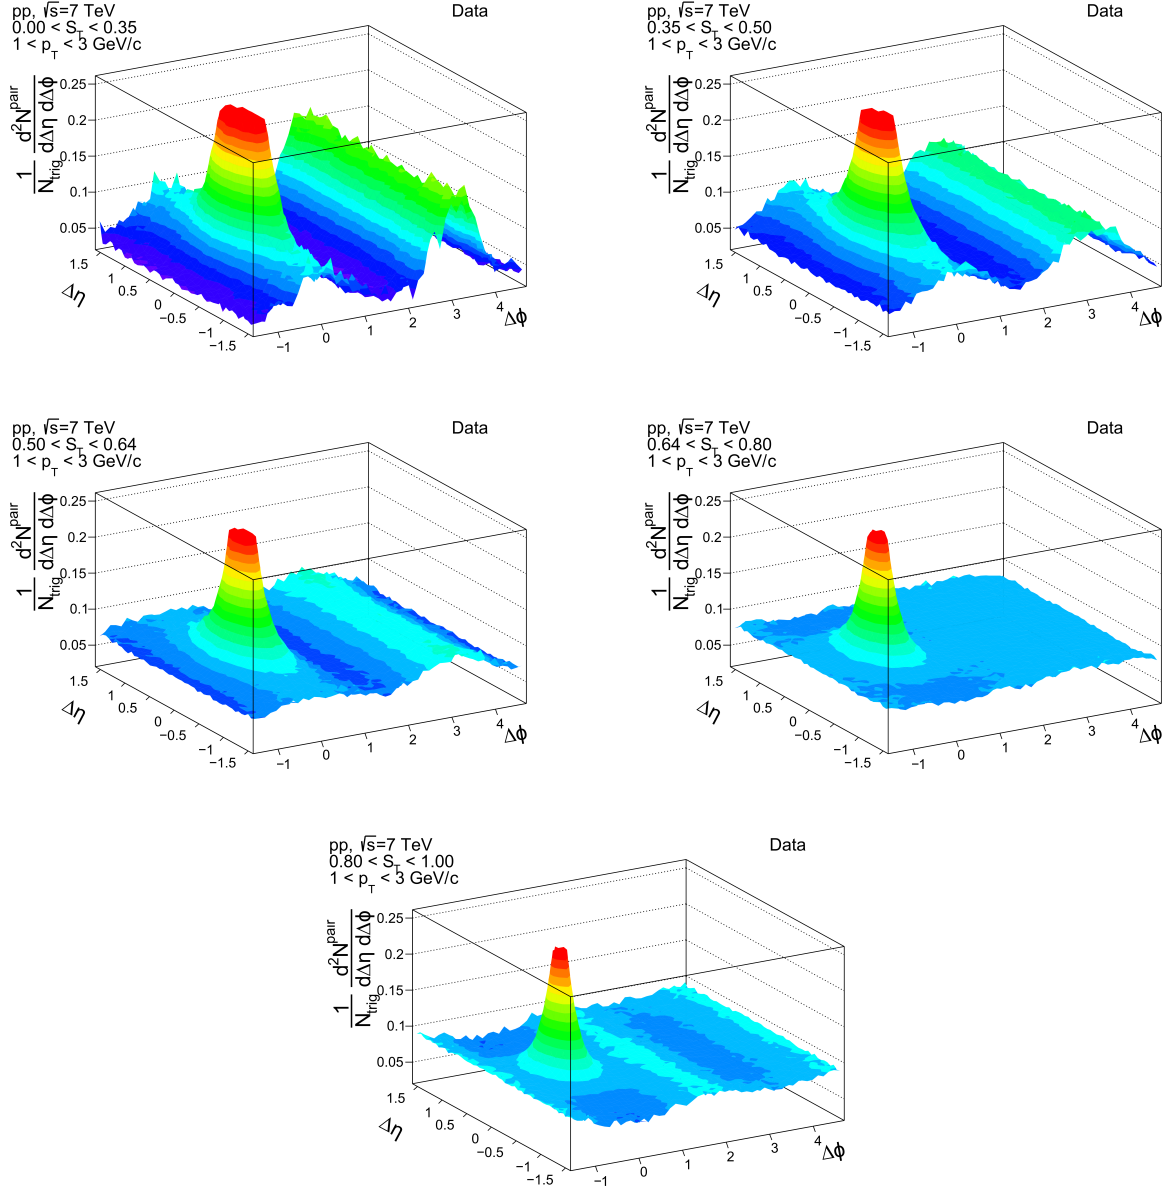 pp, √s=7 TeV
Data
0.00 < S_T < 0.35
1 < p_T < 3 GeV/c
1/N_trig d²N^pair/dΔη dΔϕ
0.25
0.2
0.15
0.1
0.05
1.5
1
0.5
0
−0.5
−1
−1.5
Δη
−1
0
1
2
3
4
Δϕ
pp, √s=7 TeV
Data
0.35 < S_T < 0.50
1 < p_T < 3 GeV/c
1/N_trig d²N^pair/dΔη dΔϕ
0.25
0.2
0.15
0.1
0.05
1.5
1
0.5
0
−0.5
−1
−1.5
Δη
−1
0
1
2
3
4
Δϕ
pp, √s=7 TeV
Data
0.50 < S_T < 0.64
1 < p_T < 3 GeV/c
1/N_trig d²N^pair/dΔη dΔϕ
0.25
0.2
0.15
0.1
0.05
1.5
1
0.5
0
−0.5
−1
−1.5
Δη
−1
0
1
2
3
4
Δϕ
pp, √s=7 TeV
Data
0.64 < S_T < 0.80
1 < p_T < 3 GeV/c
1/N_trig d²N^pair/dΔη dΔϕ
0.25
0.2
0.15
0.1
0.05
1.5
1
0.5
0
−0.5
−1
−1.5
Δη
−1
0
1
2
3
4
Δϕ
pp, √s=7 TeV
Data
0.80 < S_T < 1.00
1 < p_T < 3 GeV/c
1/N_trig d²N^pair/dΔη dΔϕ
0.25
0.2
0.15
0.1
0.05
1.5
1
0.5
0
−0.5
−1
−1.5
Δη
−1
0
1
2
3
4
Δϕ